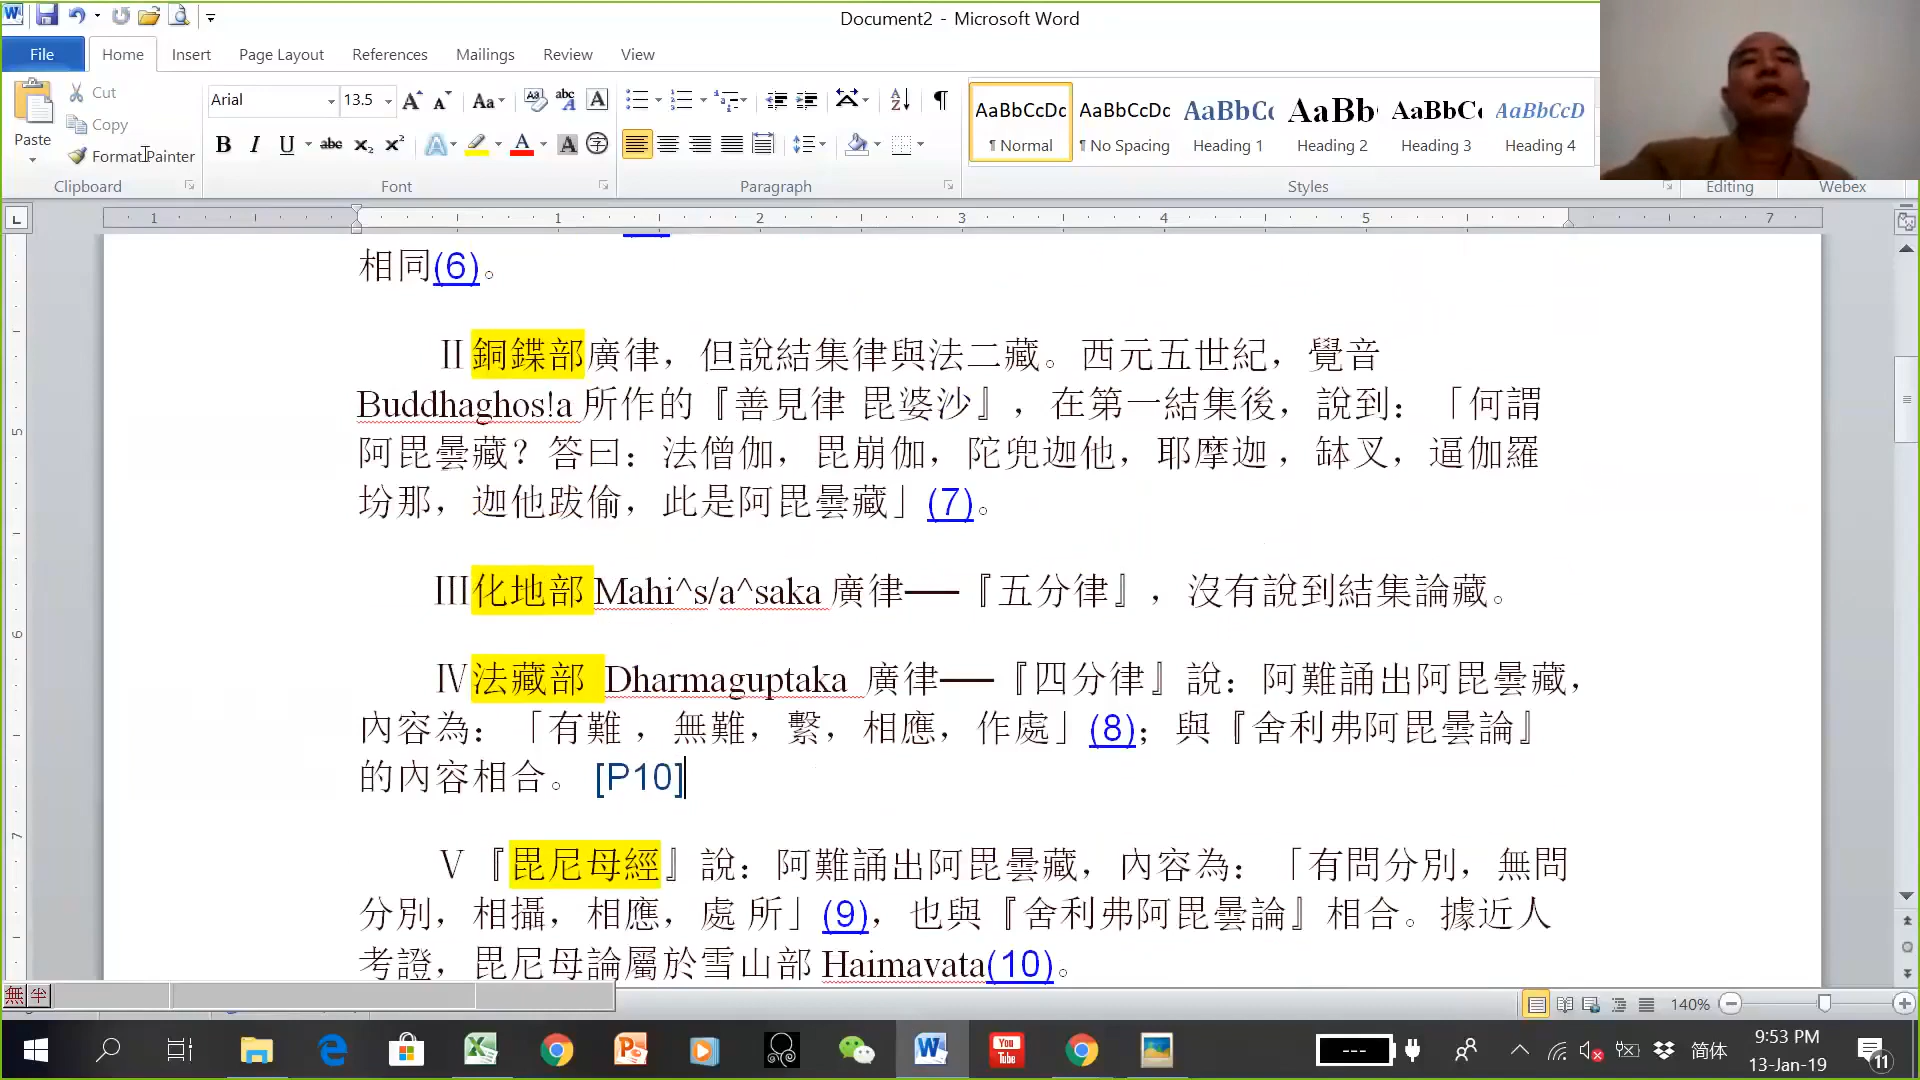 Document2 - Microsoft Word
File Home Insert Page Layout References Mailings Review View
Paste
Cut
Copy
Format Painter
Clipboard
Arial 13.5
Font
Paragraph
AaBbCcDc AaBbCcDc AaBbCc AaBb AaBbCc AaBbCcD
¶ Normal ¶ No Spacing Heading 1 Heading 2 Heading 3 Heading 4
Styles
Editing
Webex
相同(6)。
Ⅱ銅鍱部廣律，但說結集律與法二藏。西元五世紀，覺音
Buddhaghos!a 所作的『善見律 毘婆沙』，在第一結集後，說到：「何謂
阿毘曇藏？答曰：法僧伽，毘崩伽，陀兜迦他，耶摩迦，缽叉，逼伽羅
坋那，迦他跋偷，此是阿毘曇藏」(7)。
Ⅲ化地部 Mahi^s/a^saka 廣律──『五分律』，沒有說到結集論藏。
Ⅳ法藏部 Dharmaguptaka 廣律──『四分律』說：阿難誦出阿毘曇藏，
內容為：「有難，無難，繫，相應，作處」(8)；與『舍利弗阿毘曇論』
的內容相合。 [P10]
Ⅴ『毘尼母經』說：阿難誦出阿毘曇藏，內容為：「有問分別，無問
分別，相攝，相應，處 所」(9)，也與『舍利弗阿毘曇論』相合。據近人
考證，毘尼母論屬於雪山部 Haimavata(10)。
無 半
140%
You Tube
简体
9:53 PM
13-Jan-19
11